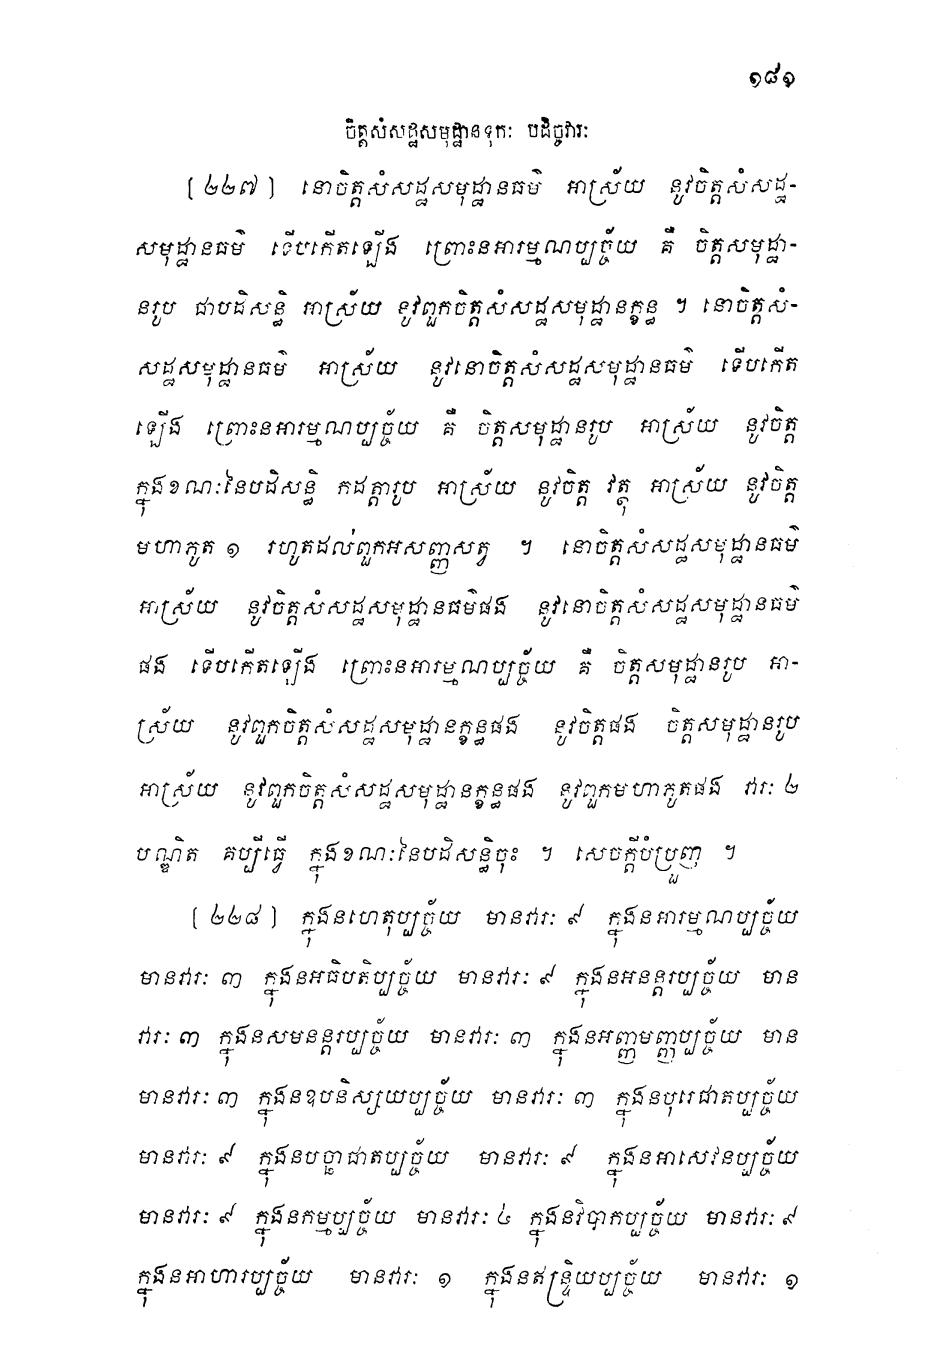 ១៨១
ចិត្តសំសដ្ឋសមុដ្ឋានទុកៈ បដិច្ចវារៈ
[២២៧] នោចិត្តសំសដ្ឋសមុដ្ឋានធម៌ អាស្រ័យ នូវចិត្តសំសដ្ឋ-
សមុដ្ឋានធម៌ ទើបកើតឡើង ព្រោះនអារម្មណប្បច្ច័យ គឺ ចិត្តសមុដ្ឋា-
នរូប ជាបដិសន្ធិ អាស្រ័យ នូវពួកចិត្តសំសដ្ឋសមុដ្ឋានក្ខន្ធ ។ នោចិត្តសំ-
សដ្ឋសមុដ្ឋានធម៌ អាស្រ័យ នូវនោចិត្តសំសដ្ឋសមុដ្ឋានធម៌ ទើបកើត
ឡើង ព្រោះនអារម្មណប្បច្ច័យ គឺ ចិត្តសមុដ្ឋានរូប អាស្រ័យ នូវចិត្ត
ក្នុងខណៈនៃបដិសន្ធិ កដត្តារូប អាស្រ័យ នូវចិត្ត វត្ថុ អាស្រ័យ នូវចិត្ត
មហាភូត ១ រហូតដល់ពួកអសញ្ញសត្វ ។ នោចិត្តសំសដ្ឋសមុដ្ឋានធម៌
អាស្រ័យ នូវចិត្តសំសដ្ឋសមុដ្ឋានធម៌ផង នូវនោចិត្តសំសដ្ឋសមុដ្ឋានធម៌
ផង ទើបកើតឡើង ព្រោះនអារម្មណប្បច្ច័យ គឺ ចិត្តសមុដ្ឋានរូប អា-
ស្រ័យ នូវពួកចិត្តសំសដ្ឋសមុដ្ឋានក្ខន្ធផង នូវចិត្តផង ចិត្តសមុដ្ឋានរូប
អាស្រ័យ នូវពួកចិត្តសំសដ្ឋសមុដ្ឋានក្ខន្ធផង នូវពួកមហាភូតផង វារៈ ២
បណ្ឌិត គប្បីធ្វើ ក្នុងខណៈនៃបដិសន្ធិចុះ ។ សេចក្តីបំប្រួញ ។
[២២៨] ក្នុងនហេតុប្បច្ច័យ មានវារៈ ៩ ក្នុងនអារម្មណប្បច្ច័យ
មានវារៈ ៣ ក្នុងនអធិបតិប្បច្ច័យ មានវារៈ ៩ ក្នុងនអនន្តរប្បច្ច័យ មាន
វារៈ ៣ ក្នុងនសមនន្តរប្បច្ច័យ មានវារៈ ៣ ក្នុងនអញ្ញមញ្ញប្បច្ច័យ មាន
មានវារៈ ៣ ក្នុងនឧបនិស្សយប្បច្ច័យ មានវារៈ ៣ ក្នុងនបុរេជាតប្បច្ច័យ
មានវារៈ ៩ ក្នុងនបច្ឆាជាតប្បច្ច័យ មានវារៈ ៩ ក្នុងនអាសេវនប្បច្ច័យ
មានវារៈ ៩ ក្នុងនកម្មប្បច្ច័យ មានវារៈ ៤ ក្នុងនវិបាកប្បច្ច័យ មានវារៈ ៩
ក្នុងនអាហារប្បច្ច័យ មានវារៈ ១ ក្នុងនឥន្ទ្រិយប្បច្ច័យ មានវារៈ ១